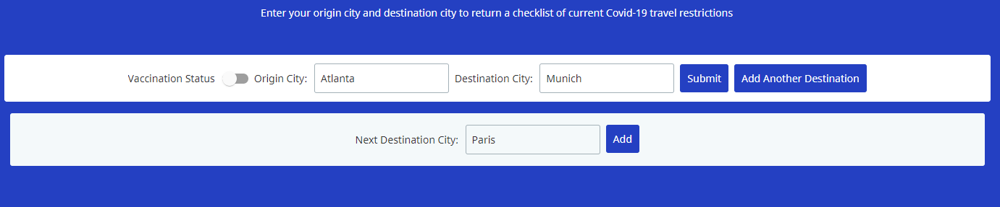 Enter your origin city and destination city to return a checklist of current Covid-19 travel restrictions
Vaccination Status Origin City: Atlanta Destination City: Munich Submit Add Another Destination
Next Destination City: Paris Add